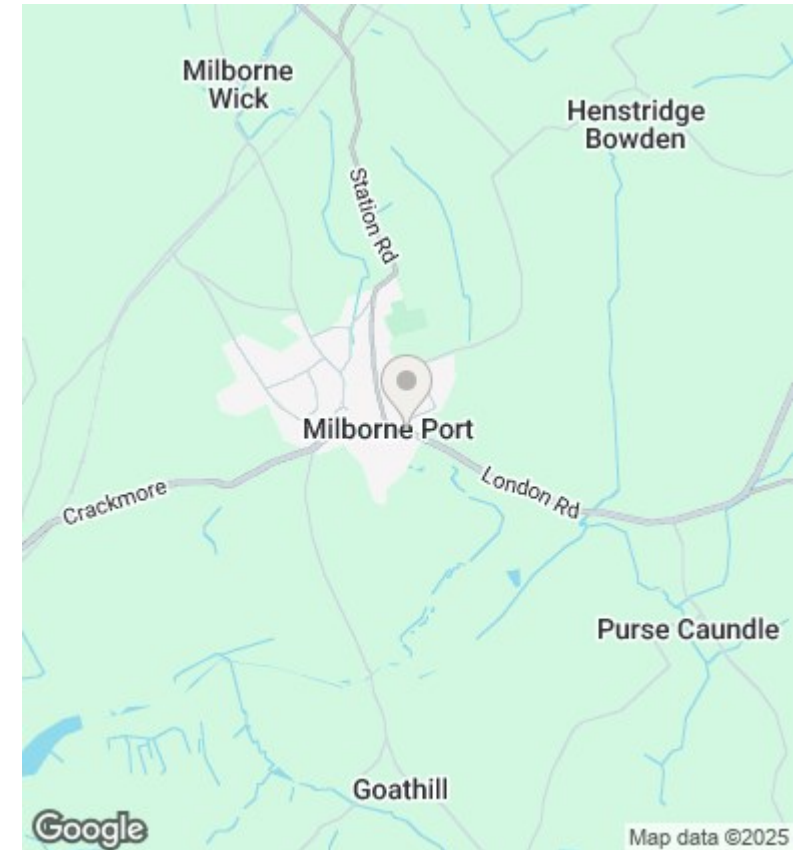 Milborne
Wick
Henstridge
Bowden
Station Rd
Milborne Port
London Rd
Crackmore
Purse Caundle
Goathill
Google
Map data ©2025